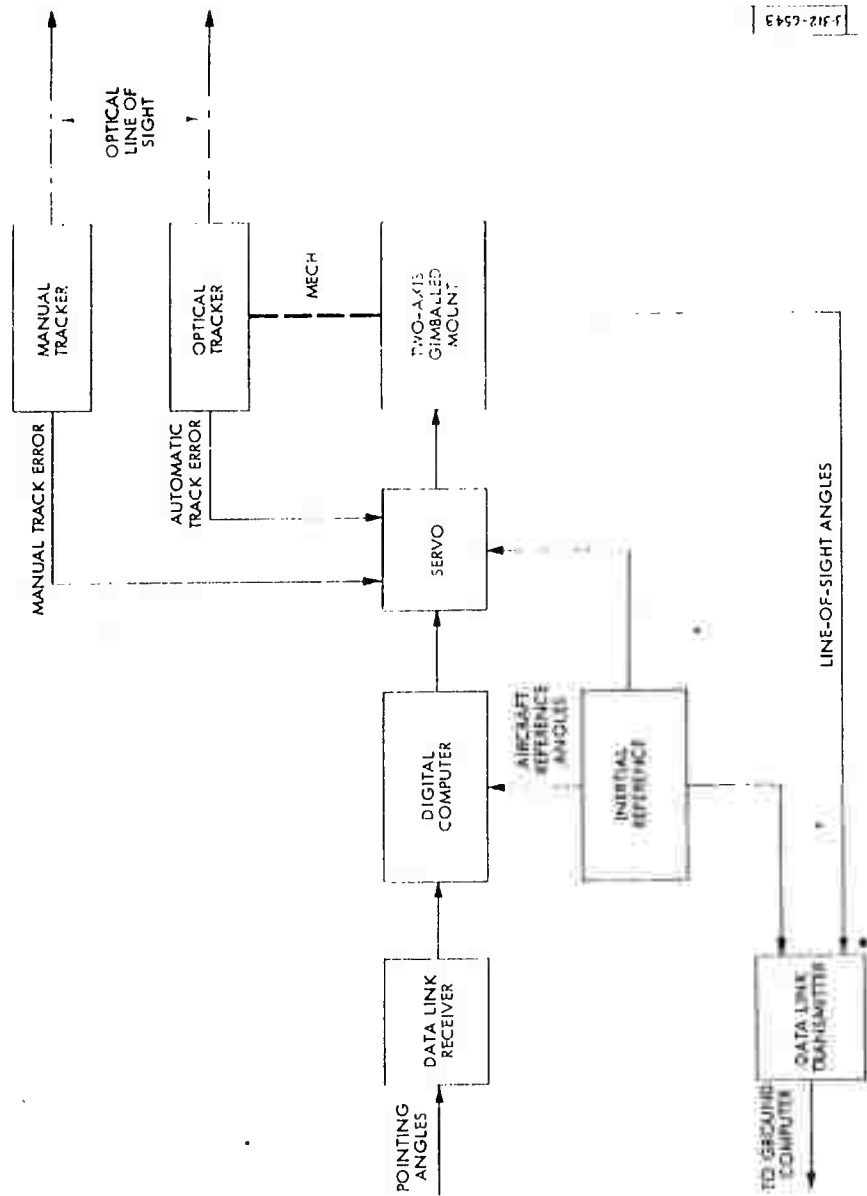 3-312-6543
MANUAL
TRACKER
OPTICAL
LINE OF
SIGHT
MANUAL TRACK ERROR
OPTICAL
TRACKER
AUTOMATIC
TRACK ERROR
MECH
POINTING
ANGLES
DATA LINK
RECEIVER
DIGITAL
COMPUTER
SERVO
TWO-AXIS
GIMBALLED
MOUNT
AIRCRAFT
REFERENCE
ANGLES
INERTIAL
REFERENCE
LINE-OF-SIGHT ANGLES
TO GROUND
COMPUTER
DATA LINK
TRANSMITTER